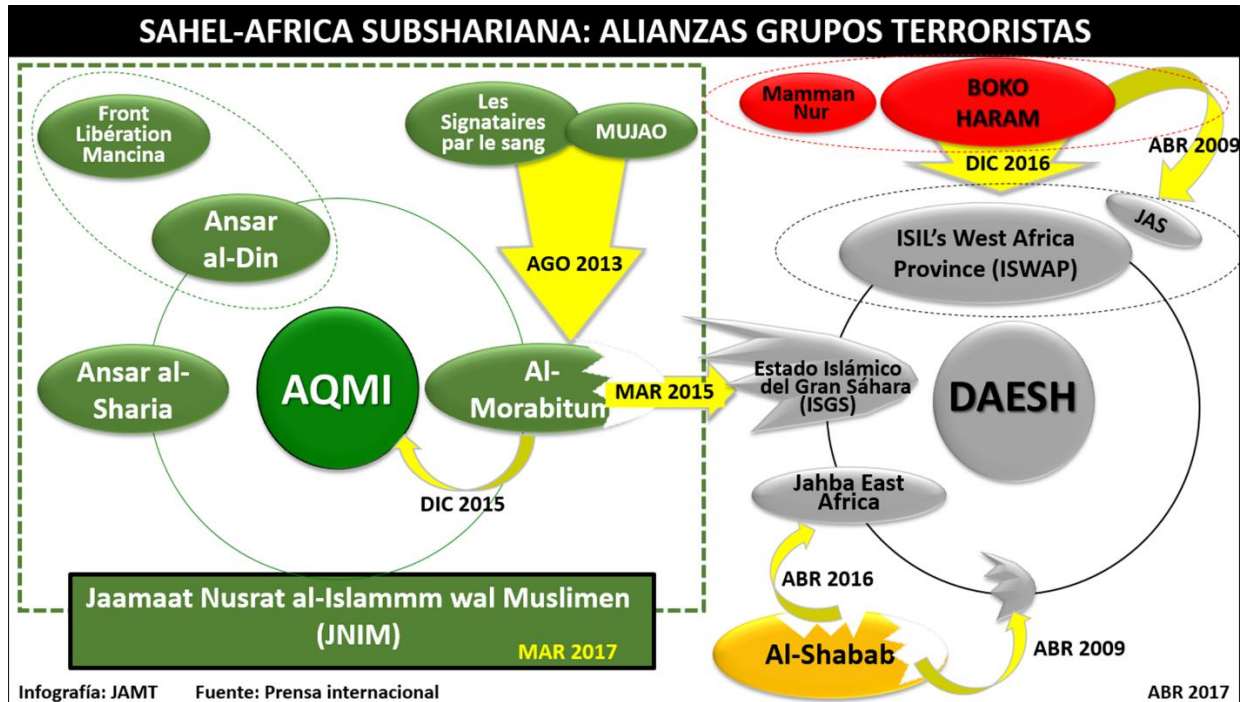 SAHEL-AFRICA SUBSHARIANA: ALIANZAS GRUPOS TERRORISTAS
Front
Libération
Mancina
Ansar
al-Din
Ansar al-
Sharia
AQMI
Les
Signataires
par le sang
MUJAO
AGO 2013
Al-
Morabitum
DIC 2015
MAR 2015
Jaamaat Nusrat al-Islammm wal Muslimen
(JNIM)
MAR 2017
Mamman
Nur
BOKO
HARAM
ABR 2009
DIC 2016
JAS
ISIL's West Africa
Province (ISWAP)
Estado Islámico
del Gran Sáhara
(ISGS)
DAESH
Jahba East
Africa
ABR 2016
Al-Shabab
ABR 2009
Infografía: JAMT Fuente: Prensa internacional
ABR 2017